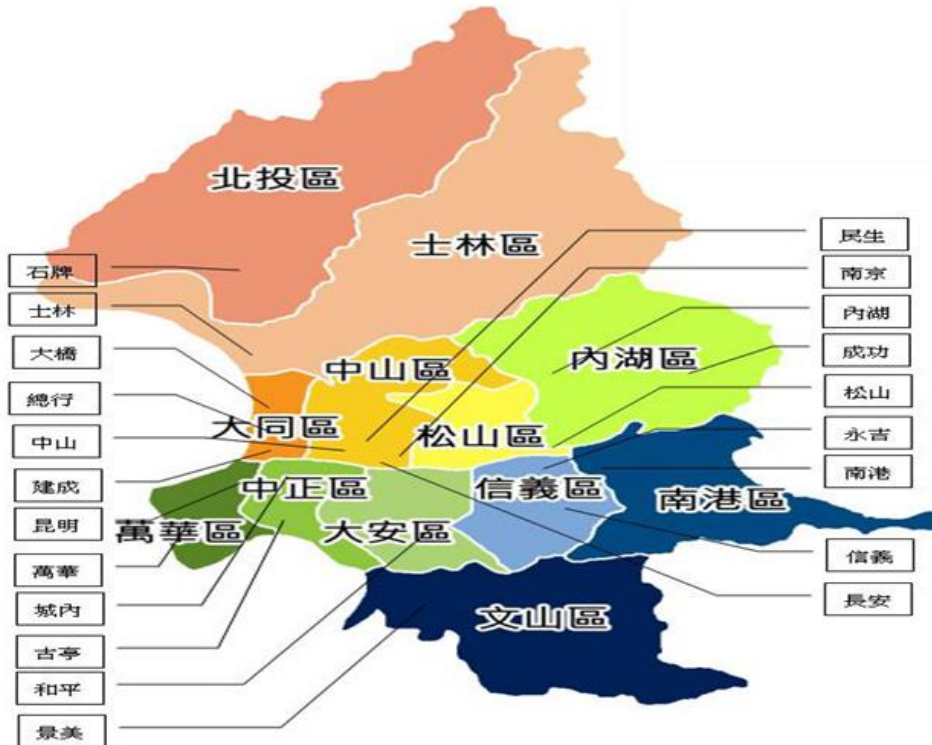 北投區
士林區
中山區
內湖區
大同區
松山區
中正區
信義區
南港區
萬華區
大安區
文山區
石牌
士林
大橋
總行
中山
建成
昆明
萬華
城內
古亭
和平
景美
民生
南京
內湖
成功
松山
永吉
南港
信義
長安